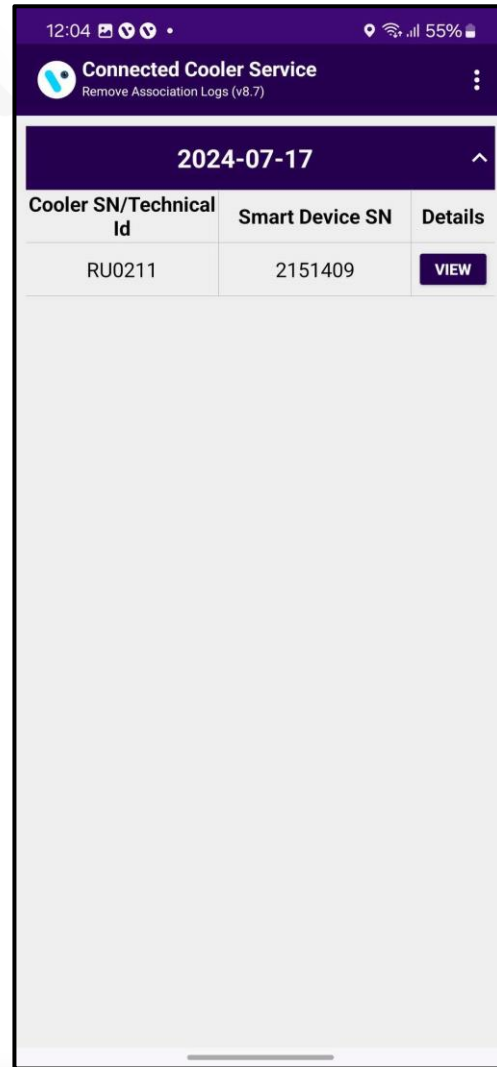 12:04 55%
Connected Cooler Service
Remove Association Logs (v8.7)
2024-07-17
Cooler SN/Technical Id Smart Device SN Details
RU0211 2151409 VIEW